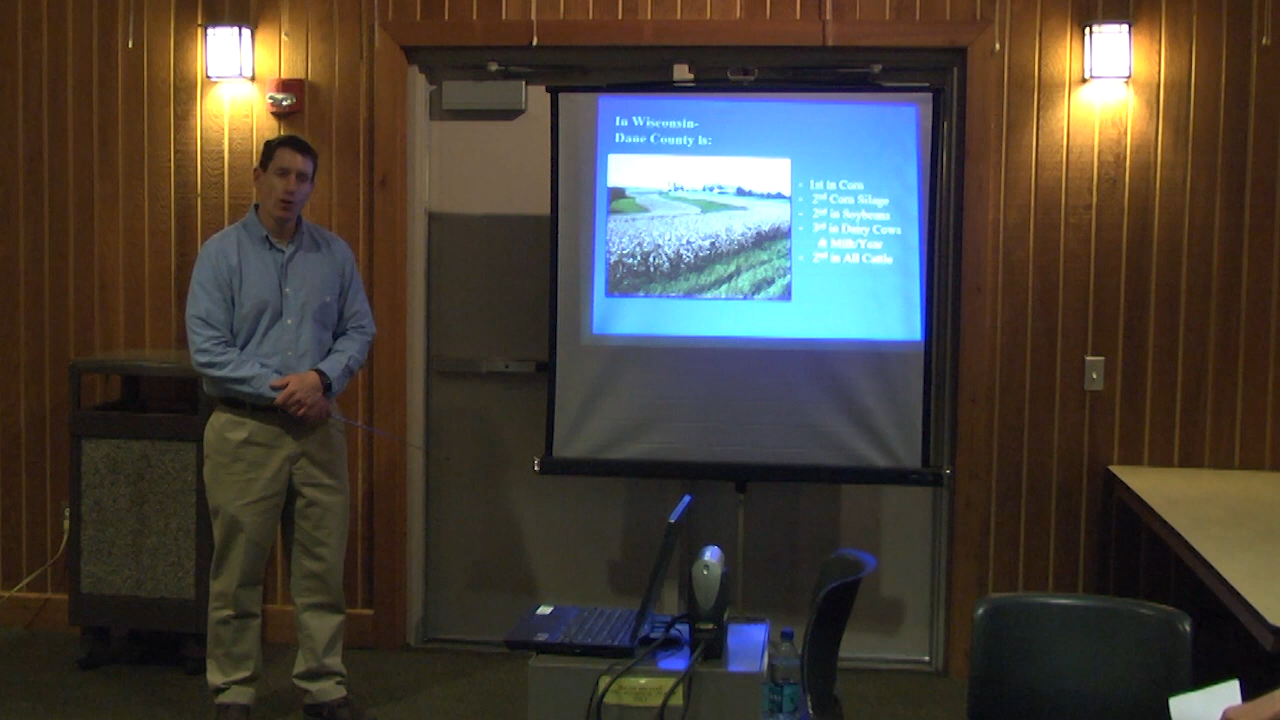 In Wisconsin-
Dane County Is:
- 1st in Corn
- 2nd Corn Silage
- 2nd in Soybeans
- 3rd in Dairy Cows
& Milk/Year
- 2nd in All Cattle